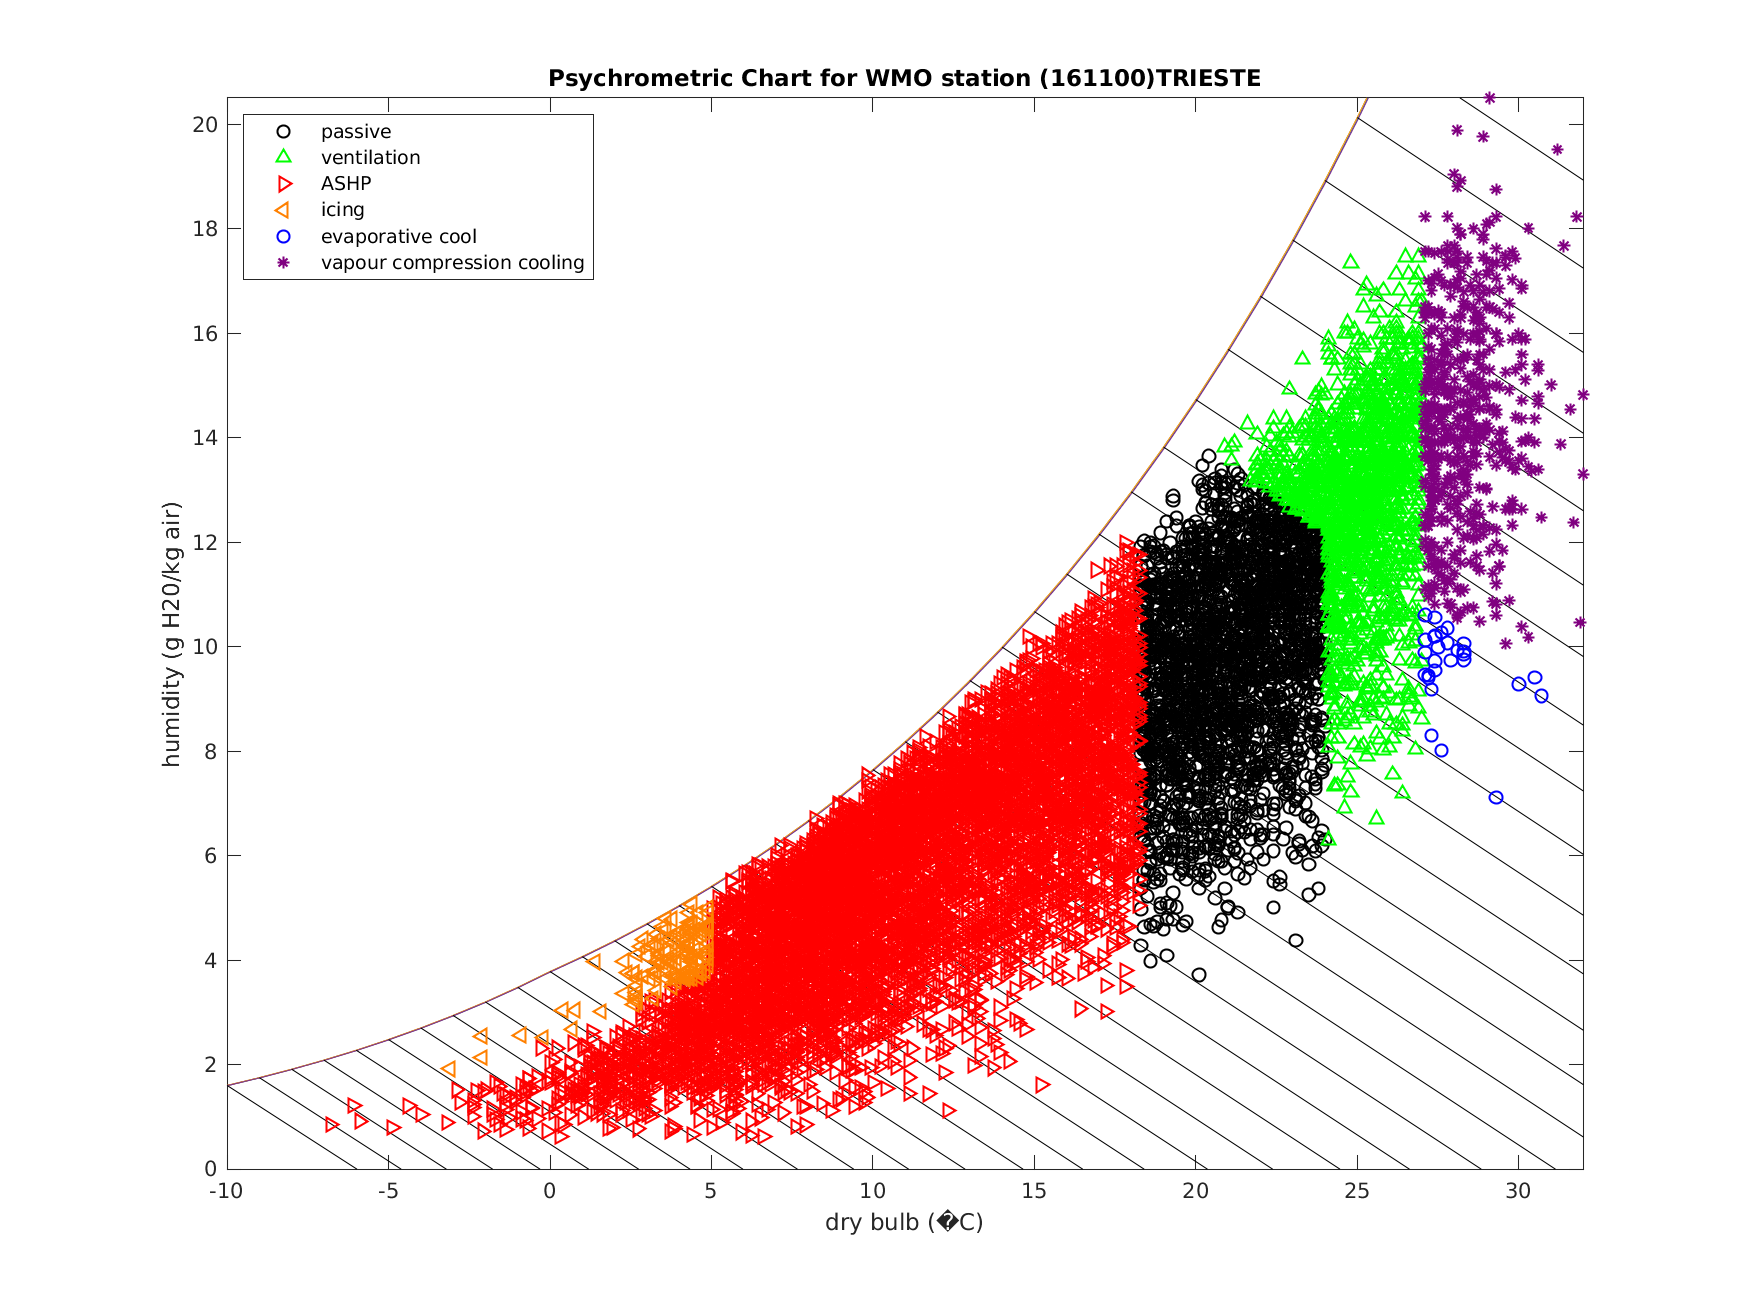 Psychrometric Chart for WMO station (161100)TRIESTE
passive
ventilation
ASHP
icing
evaporative cool
vapour compression cooling
humidity (g H20/kg air)
20
18
16
14
12
10
8
6
4
2
0
-10 -5 0 5 10 15 20 25 30
dry bulb (�C)